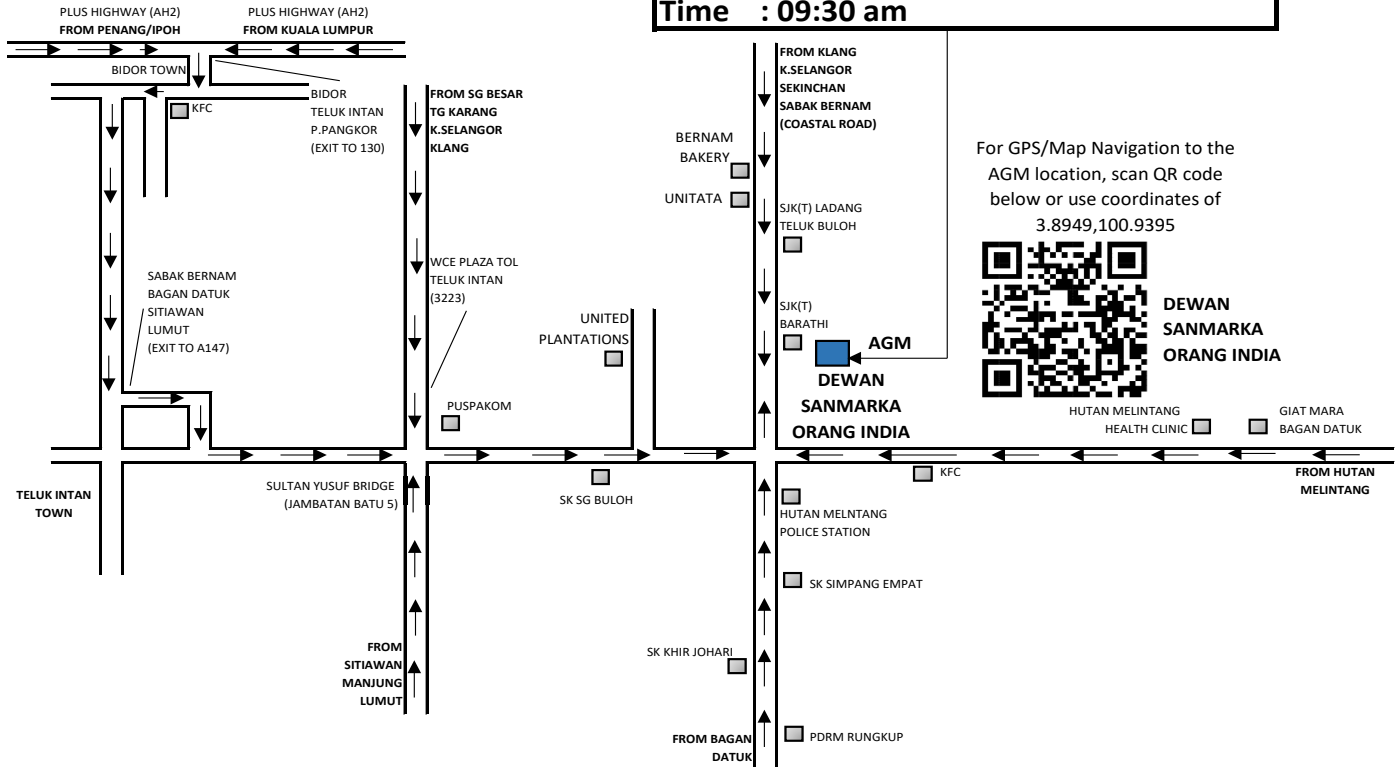 Time : 09:30 am
PLUS HIGHWAY (AH2)
FROM PENANG/IPOH
PLUS HIGHWAY (AH2)
FROM KUALA LUMPUR
BIDOR TOWN
KFC
BIDOR
TELUK INTAN
P.PANGKOR
(EXIT TO 130)
FROM SG BESAR
TG KARANG
K.SELANGOR
KLANG
FROM KLANG
K.SELANGOR
SEKINCHAN
SABAK BERNAM
(COASTAL ROAD)
BERNAM
BAKERY
UNITATA
SJK(T) LADANG
TELUK BULOH
For GPS/Map Navigation to the
AGM location, scan QR code
below or use coordinates of
3.8949,100.9395
DEWAN
SANMARKA
ORANG INDIA
SABAK BERNAM
BAGAN DATUK
SITIAWAN
LUMUT
(EXIT TO A147)
WCE PLAZA TOL
TELUK INTAN
(3223)
UNITED
PLANTATIONS
SJK(T)
BARATHI
AGM
DEWAN
SANMARKA
ORANG INDIA
PUSPAKOM
HUTAN MELINTANG
HEALTH CLINIC
GIAT MARA
BAGAN DATUK
TELUK INTAN
TOWN
SULTAN YUSUF BRIDGE
(JAMBATAN BATU 5)
SK SG BULOH
KFC
FROM HUTAN
MELINTANG
HUTAN MELNTANG
POLICE STATION
SK SIMPANG EMPAT
FROM
SITIAWAN
MANJUNG
LUMUT
SK KHIR JOHARI
FROM BAGAN
DATUK
PDRM RUNGKUP